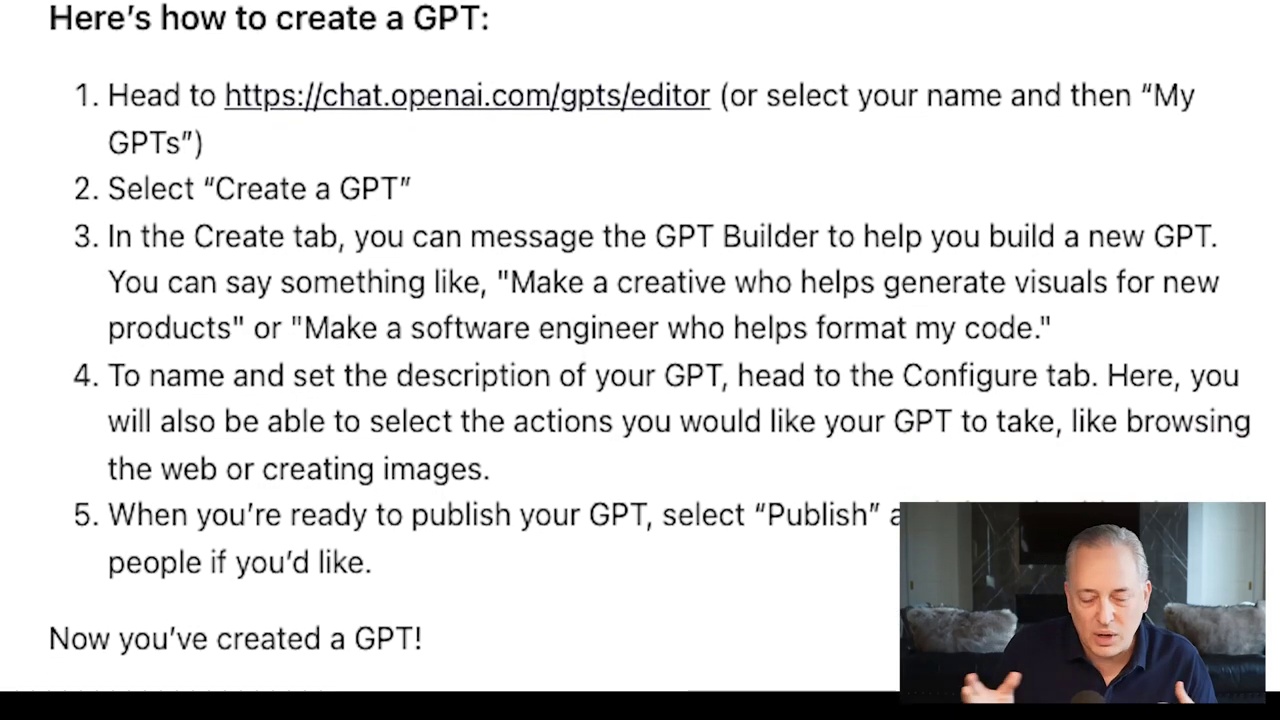 Here’s how to create a GPT:
1. Head to https://chat.openai.com/gpts/editor (or select your name and then “My
GPTs”)
2. Select “Create a GPT”
3. In the Create tab, you can message the GPT Builder to help you build a new GPT.
You can say something like, "Make a creative who helps generate visuals for new
products" or "Make a software engineer who helps format my code."
4. To name and set the description of your GPT, head to the Configure tab. Here, you
will also be able to select the actions you would like your GPT to take, like browsing
the web or creating images.
5. When you’re ready to publish your GPT, select “Publish”
people if you’d like.
Now you’ve created a GPT!